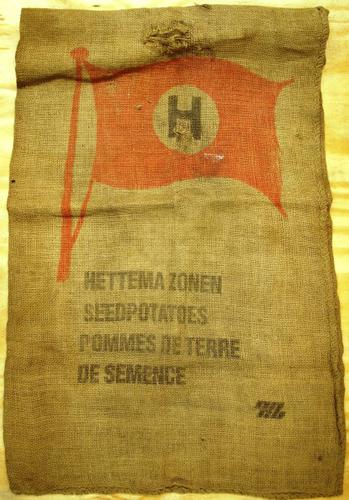 H
HETTEMA ZONEN
SEEDPOTATOES
POMMES DE TERRE
DE SEMENCE